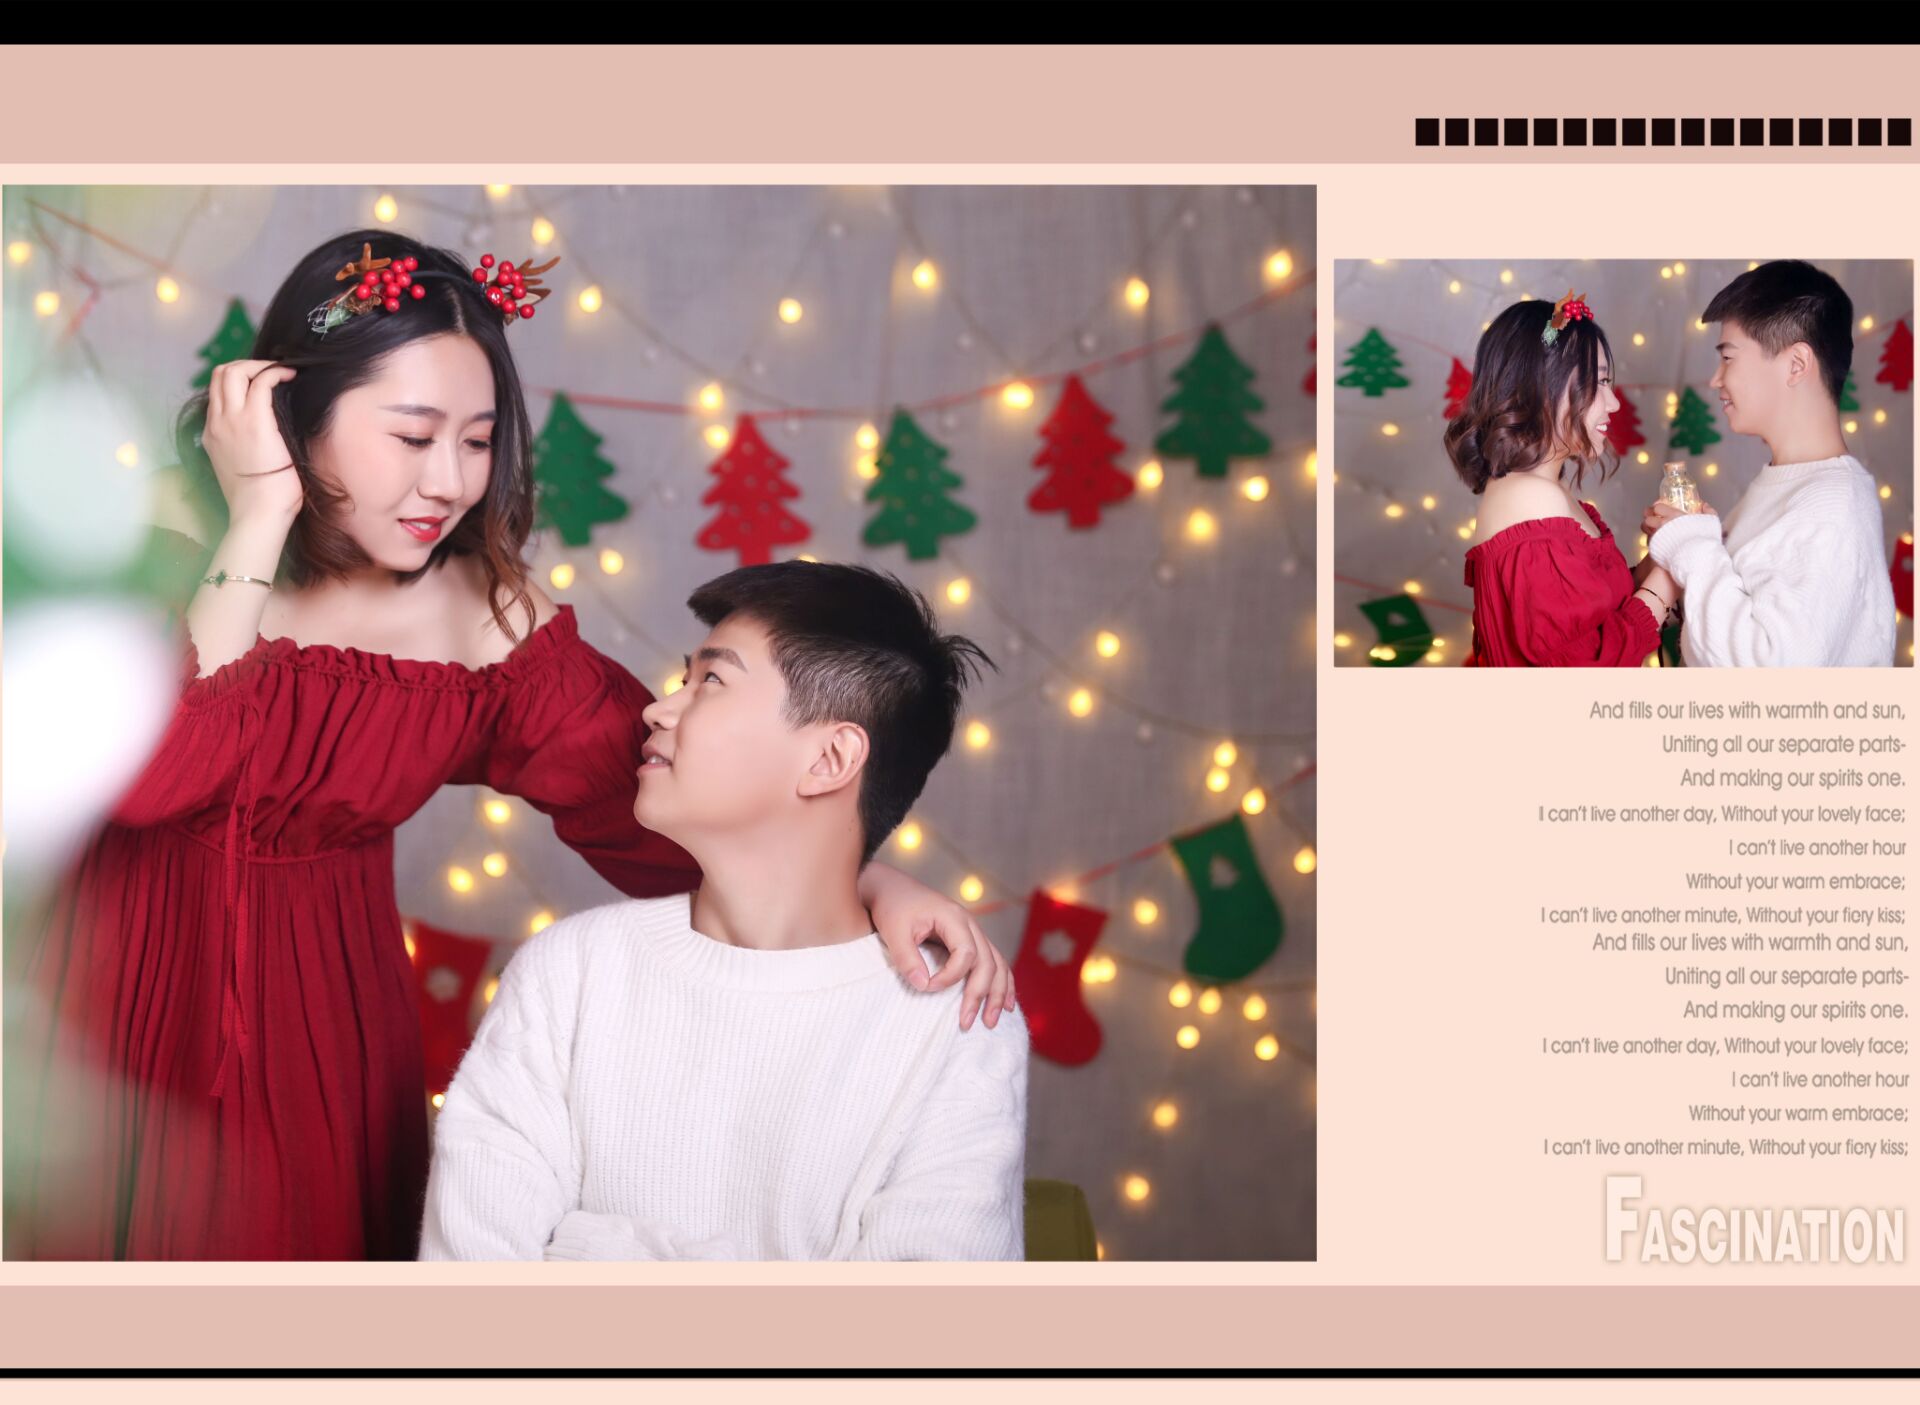 And fills our lives with warmth and sun,
Uniting all our separate parts-
And making our spirits one.
I can't live another day, Without your lovely face;
I can't live another hour
Without your warm embrace;
I can't live another minute, Without your fiery kiss;
And fills our lives with warmth and sun,
Uniting all our separate parts-
And making our spirits one.
I can't live another day, Without your lovely face;
I can't live another hour
Without your warm embrace;
I can't live another minute, Without your fiery kiss;
FASCINATION